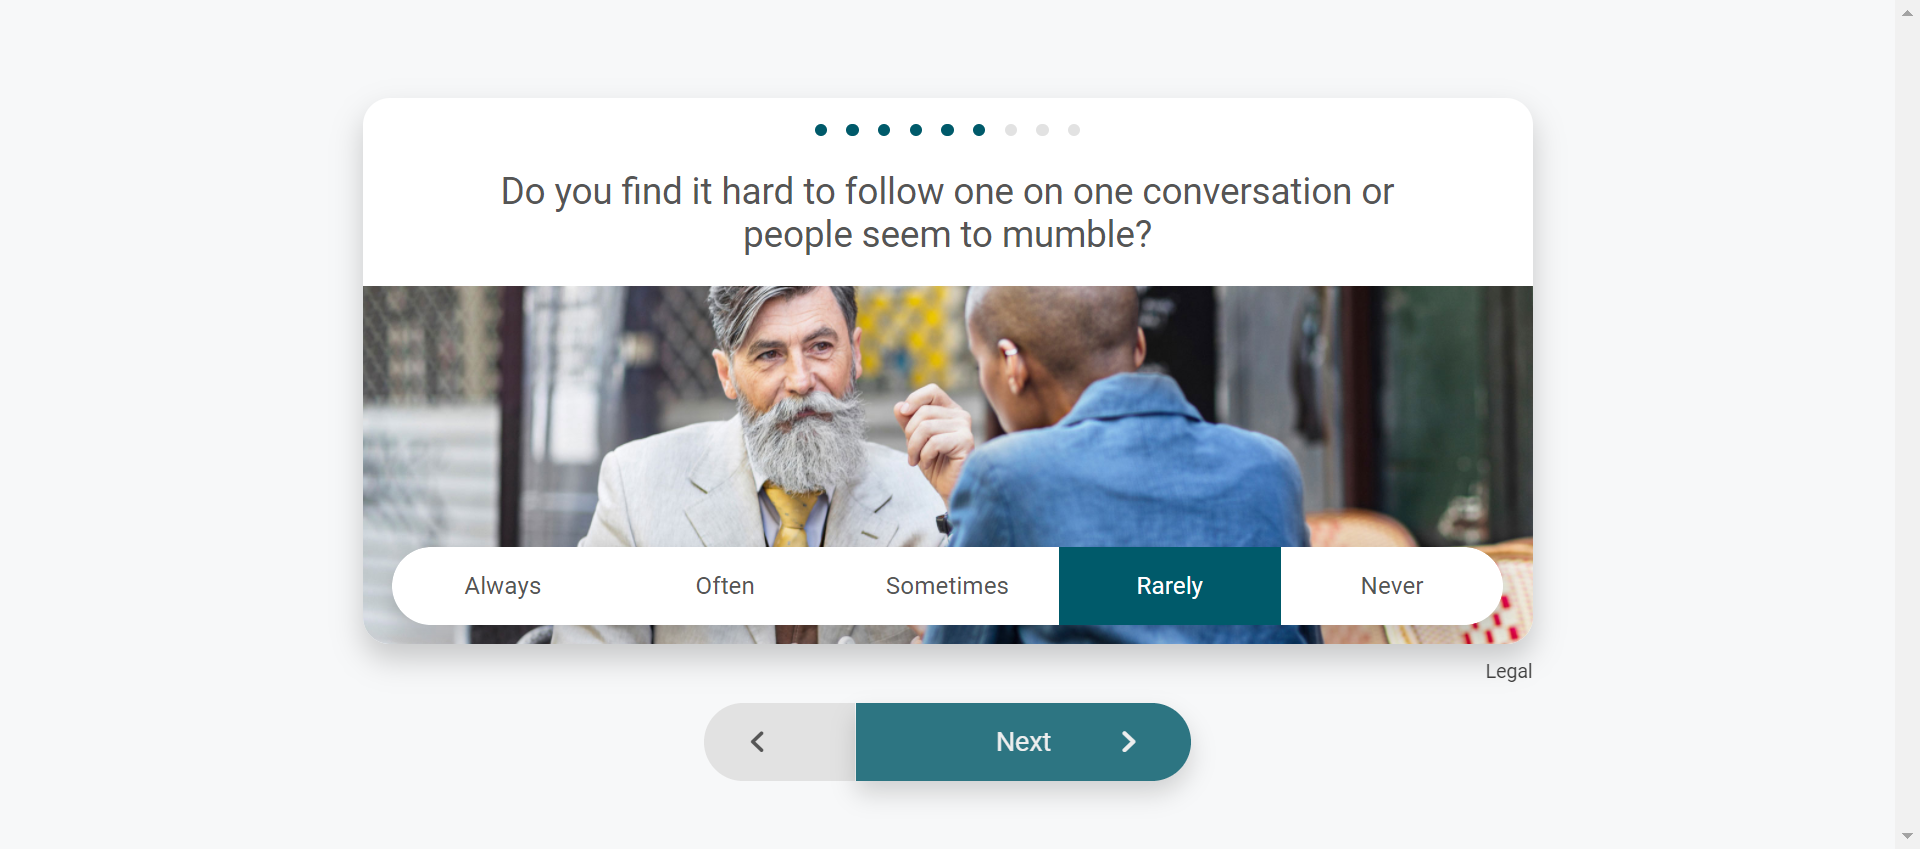 Do you find it hard to follow one on one conversation or
people seem to mumble?
Always
Often
Sometimes
Rarely
Never
Legal
Next